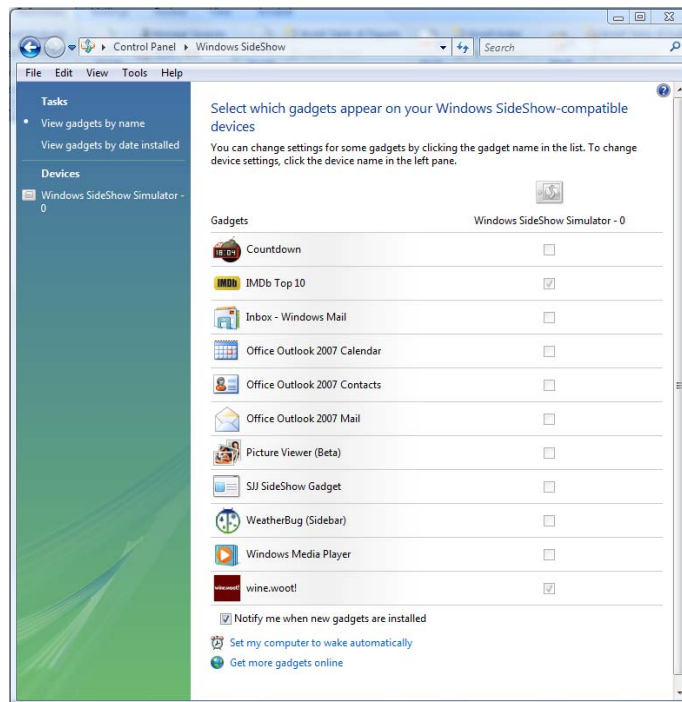 Control Panel
Windows SideShow
Search
File Edit View Tools Help
Tasks
View gadgets by name
View gadgets by date installed
Devices
Windows SideShow Simulator -
0
Select which gadgets appear on your Windows SideShow-compatible
devices
You can change settings for some gadgets by clicking the gadget name in the list. To change
device settings, click the device name in the left pane.
Gadgets
Windows SideShow Simulator - 0
18:04
Countdown
IMDb
IMDb Top 10
Inbox - Windows Mail
Office Outlook 2007 Calendar
Office Outlook 2007 Contacts
Office Outlook 2007 Mail
Picture Viewer (Beta)
SJJ SideShow Gadget
WeatherBug (Sidebar)
Windows Media Player
wine.woot!
wine.woot!
Notify me when new gadgets are installed
Set my computer to wake automatically
Get more gadgets online